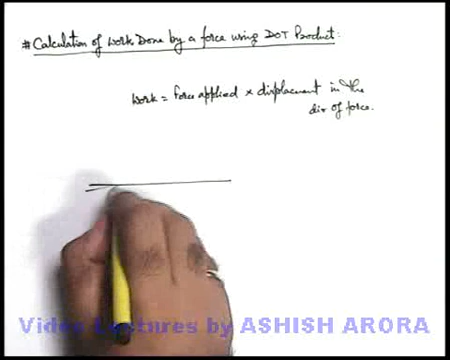 # Calculation of Work Done by a force using DOT Product:
Work = force applied × displacment in the
dir of force.
Video Lectures by ASHISH ARORA